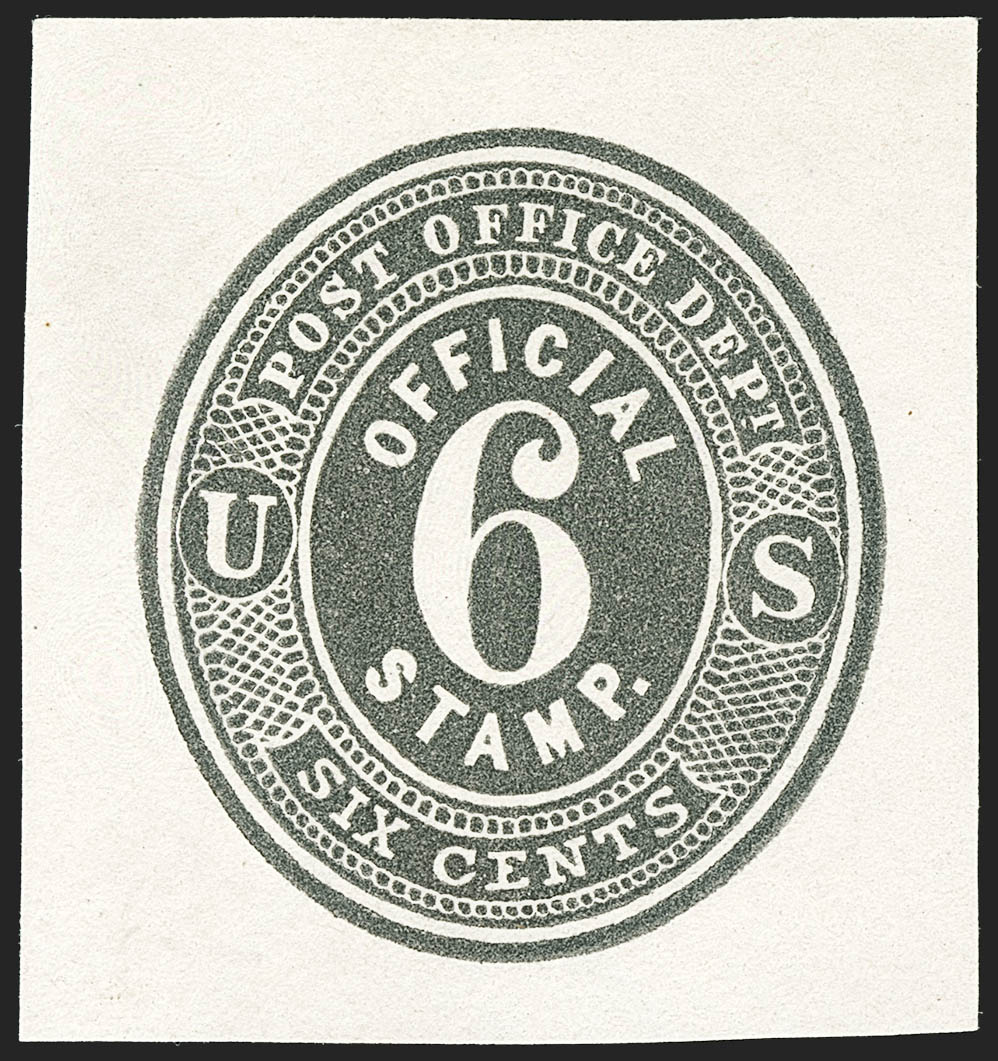 POST OFFICE DEPT
OFFICIAL
U
6
S
STAMP.
SIX CENTS